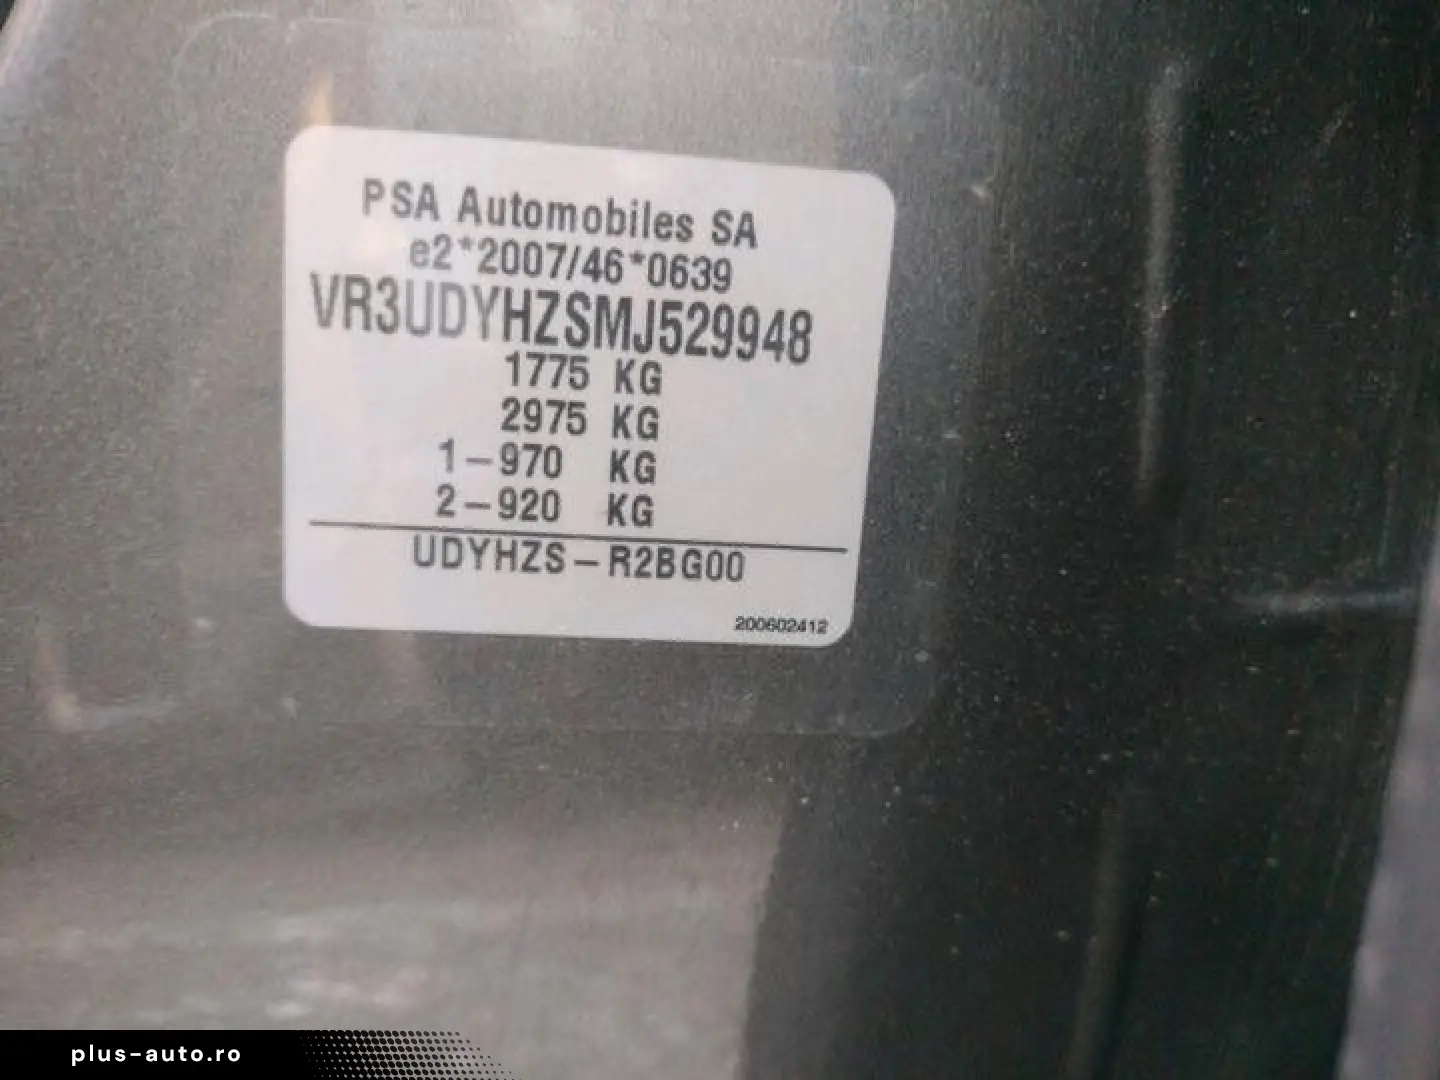 PSA Automobiles SA
e2*2007/46*0639
VR3UDYHZSMJ529948
1775 KG
2975 KG
1-970 KG
2-920 KG
UDYHZS-R2BG00
200602412
plus-auto.ro